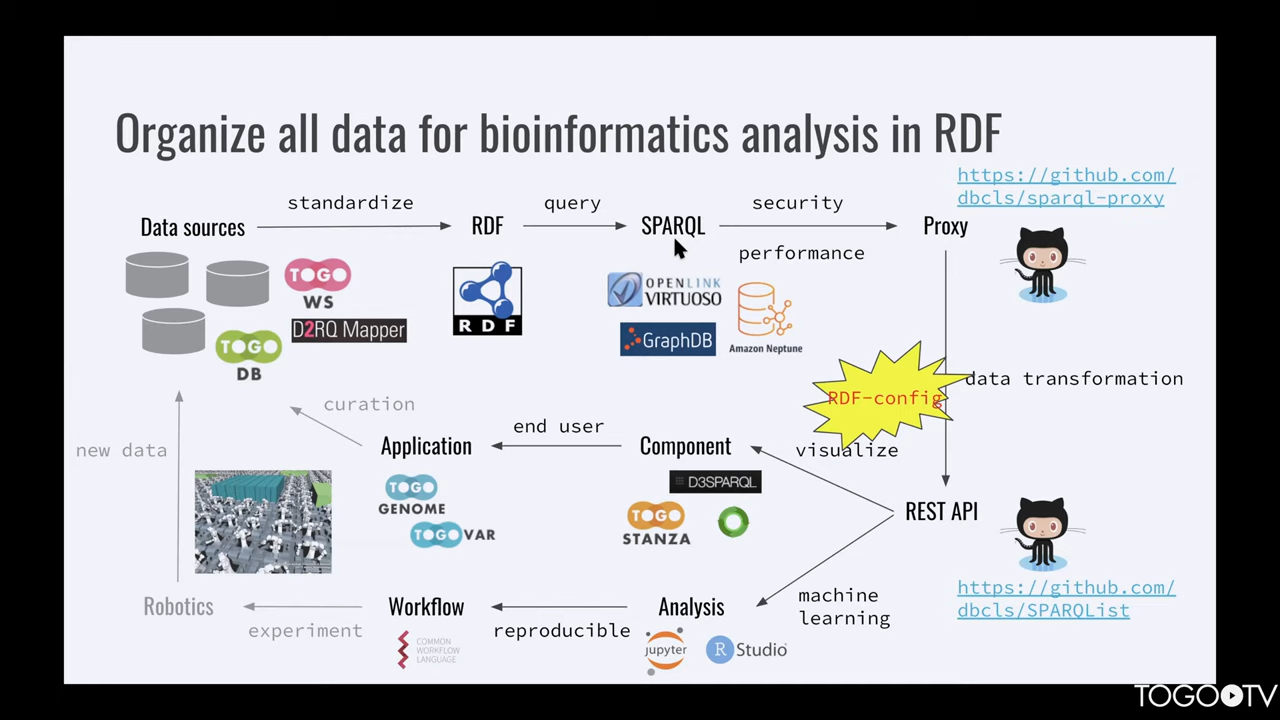 Organize all data for bioinformatics analysis in RDF
https://github.com/
dbcls/sparql-proxy
Data sources
standardize
RDF
query
SPARQL
security
performance
Proxy
TOGO
WS
D2RQ Mapper
TOGO
DB
RDF
OPENLINK
VIRTUOSO
GraphDB
Amazon Neptune
RDF-config
data transformation
new data
curation
Application
end user
Component
visualize
TOGO
GENOME
TOGO VAR
D3SPARQL
TOGO
STANZA
REST API
https://github.com/
dbcls/SPARQList
Robotics
experiment
Workflow
reproducible
Analysis
machine
learning
COMMON
WORKFLOW
LANGUAGE
jupyter
R Studio
TOGO TV